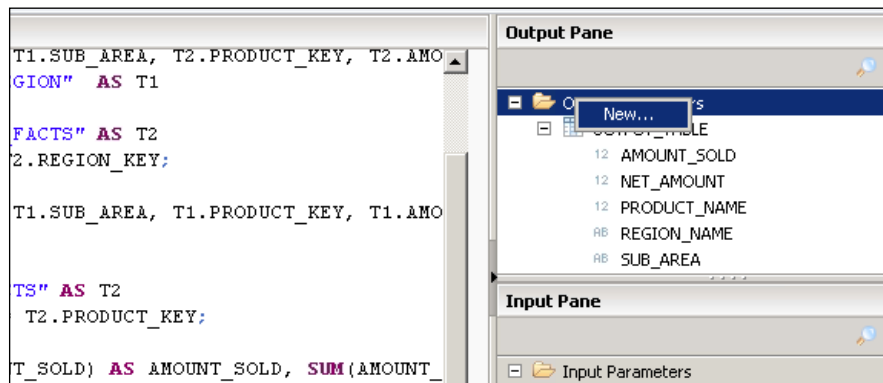 T1.SUB_AREA, T2.PRODUCT_KEY, T2.AMO
GION" AS T1
FACTS" AS T2
2.REGION_KEY;
T1.SUB_AREA, T1.PRODUCT_KEY, T1.AMO
TS" AS T2
T2.PRODUCT_KEY;
T_SOLD) AS AMOUNT_SOLD, SUM(AMOUNT_
Output Pane
New...
12 AMOUNT_SOLD
12 NET_AMOUNT
12 PRODUCT_NAME
AB REGION_NAME
AB SUB_AREA
Input Pane
Input Parameters